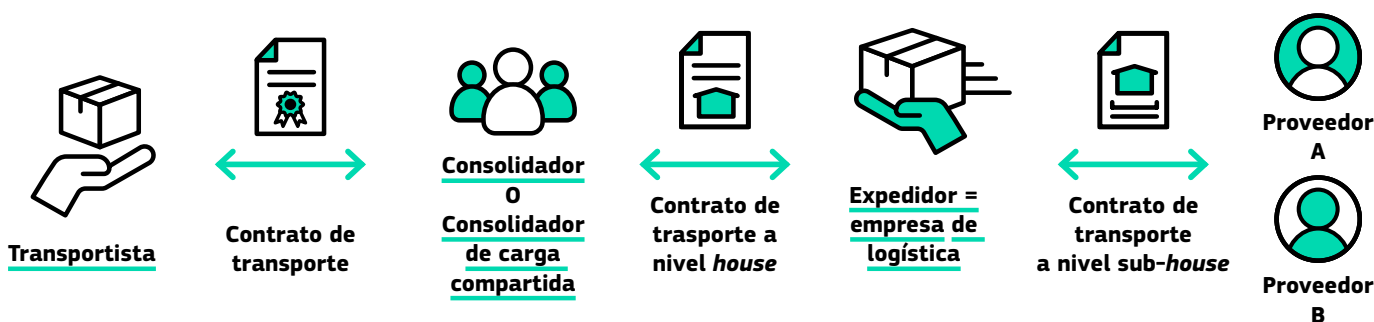 Transportista
Contrato de
transporte
Consolidador
O
Consolidador
de carga
compartida
Contrato de
trasporte a
nivel house
Expedidor =
empresa de
logística
Contrato de
transporte
a nivel sub-house
Proveedor
A
Proveedor
B